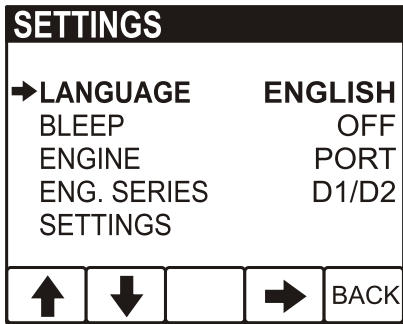 SETTINGS
LANGUAGE ENGLISH
BLEEP OFF
ENGINE PORT
ENG. SERIES D1/D2
SETTINGS
BACK